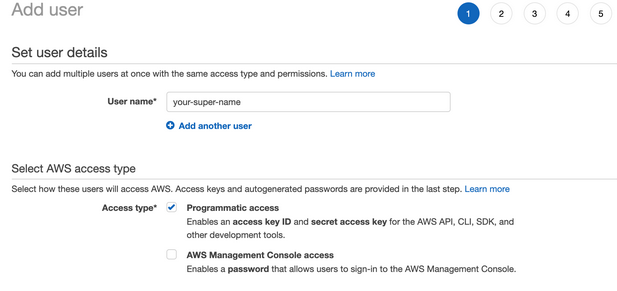 Add user
1 2 3 4 5
Set user details
You can add multiple users at once with the same access type and permissions. Learn more
User name* your-super-name
Add another user
Select AWS access type
Select how these users will access AWS. Access keys and autogenerated passwords are provided in the last step. Learn more
Access type* Programmatic access
Enables an access key ID and secret access key for the AWS API, CLI, SDK, and
other development tools.
AWS Management Console access
Enables a password that allows users to sign-in to the AWS Management Console.